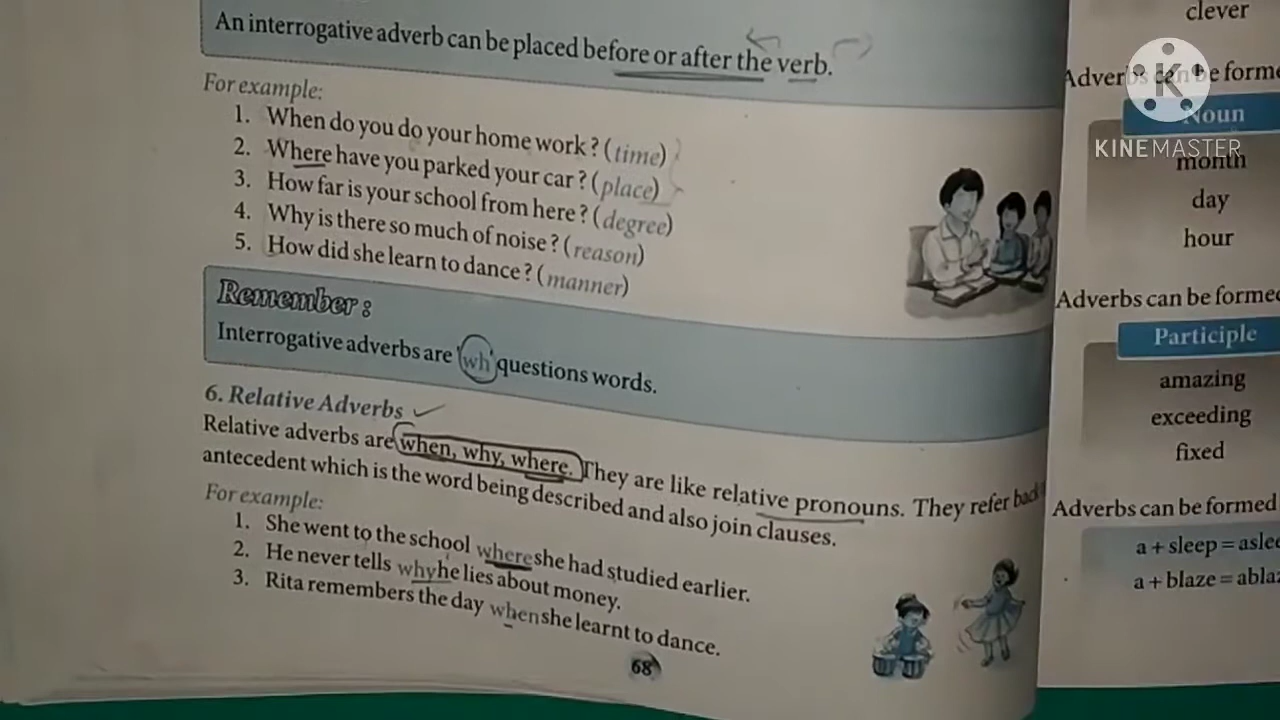 An interrogative adverb can be placed before or after the verb.
For example:
1. When do you do your home work? (time)
2. Where have you parked your car? (place)
3. How far is your school from here? (degree)
4. Why is there so much of noise? (reason)
5. How did she learn to dance? (manner)
Remember:
Interrogative adverbs are 'wh' questions words.
6. Relative Adverbs
Relative adverbs are when, why, where. They are like relative pronouns. They refer back
antecedent which is the word being described and also join clauses.
For example:
1. She went to the school where she had studied earlier.
2. He never tells why he lies about money.
3. Rita remembers the day when she learnt to dance.
68
clever
Adverbs can be forme
Noun
month
day
hour
Adverbs can be formed
Participle
amazing
exceeding
fixed
Adverbs can be formed
a + sleep = aslee
a + blaze = abla
K
KINEMASTER